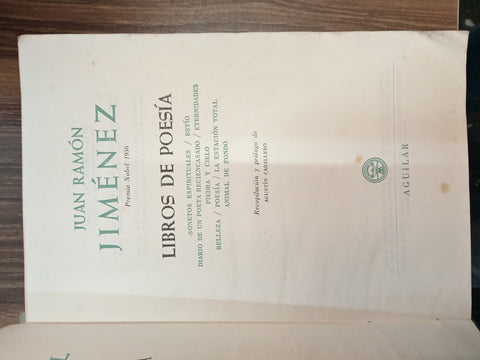 JUAN RAMÓN
JIMÉNEZ
Premio Nobel 1956
LIBROS DE POESÍA
SONETOS ESPIRITUALES / ESTÍO
DIARIO DE UN POETA RECIENCASADO / ETERNIDADES
PIEDRA Y CIELO
BELLEZA / POESÍA / LA ESTACIÓN TOTAL
ANIMAL DE FONDO
Recopilación y prólogo de
AGUSTÍN CABALLERO
AGUILAR